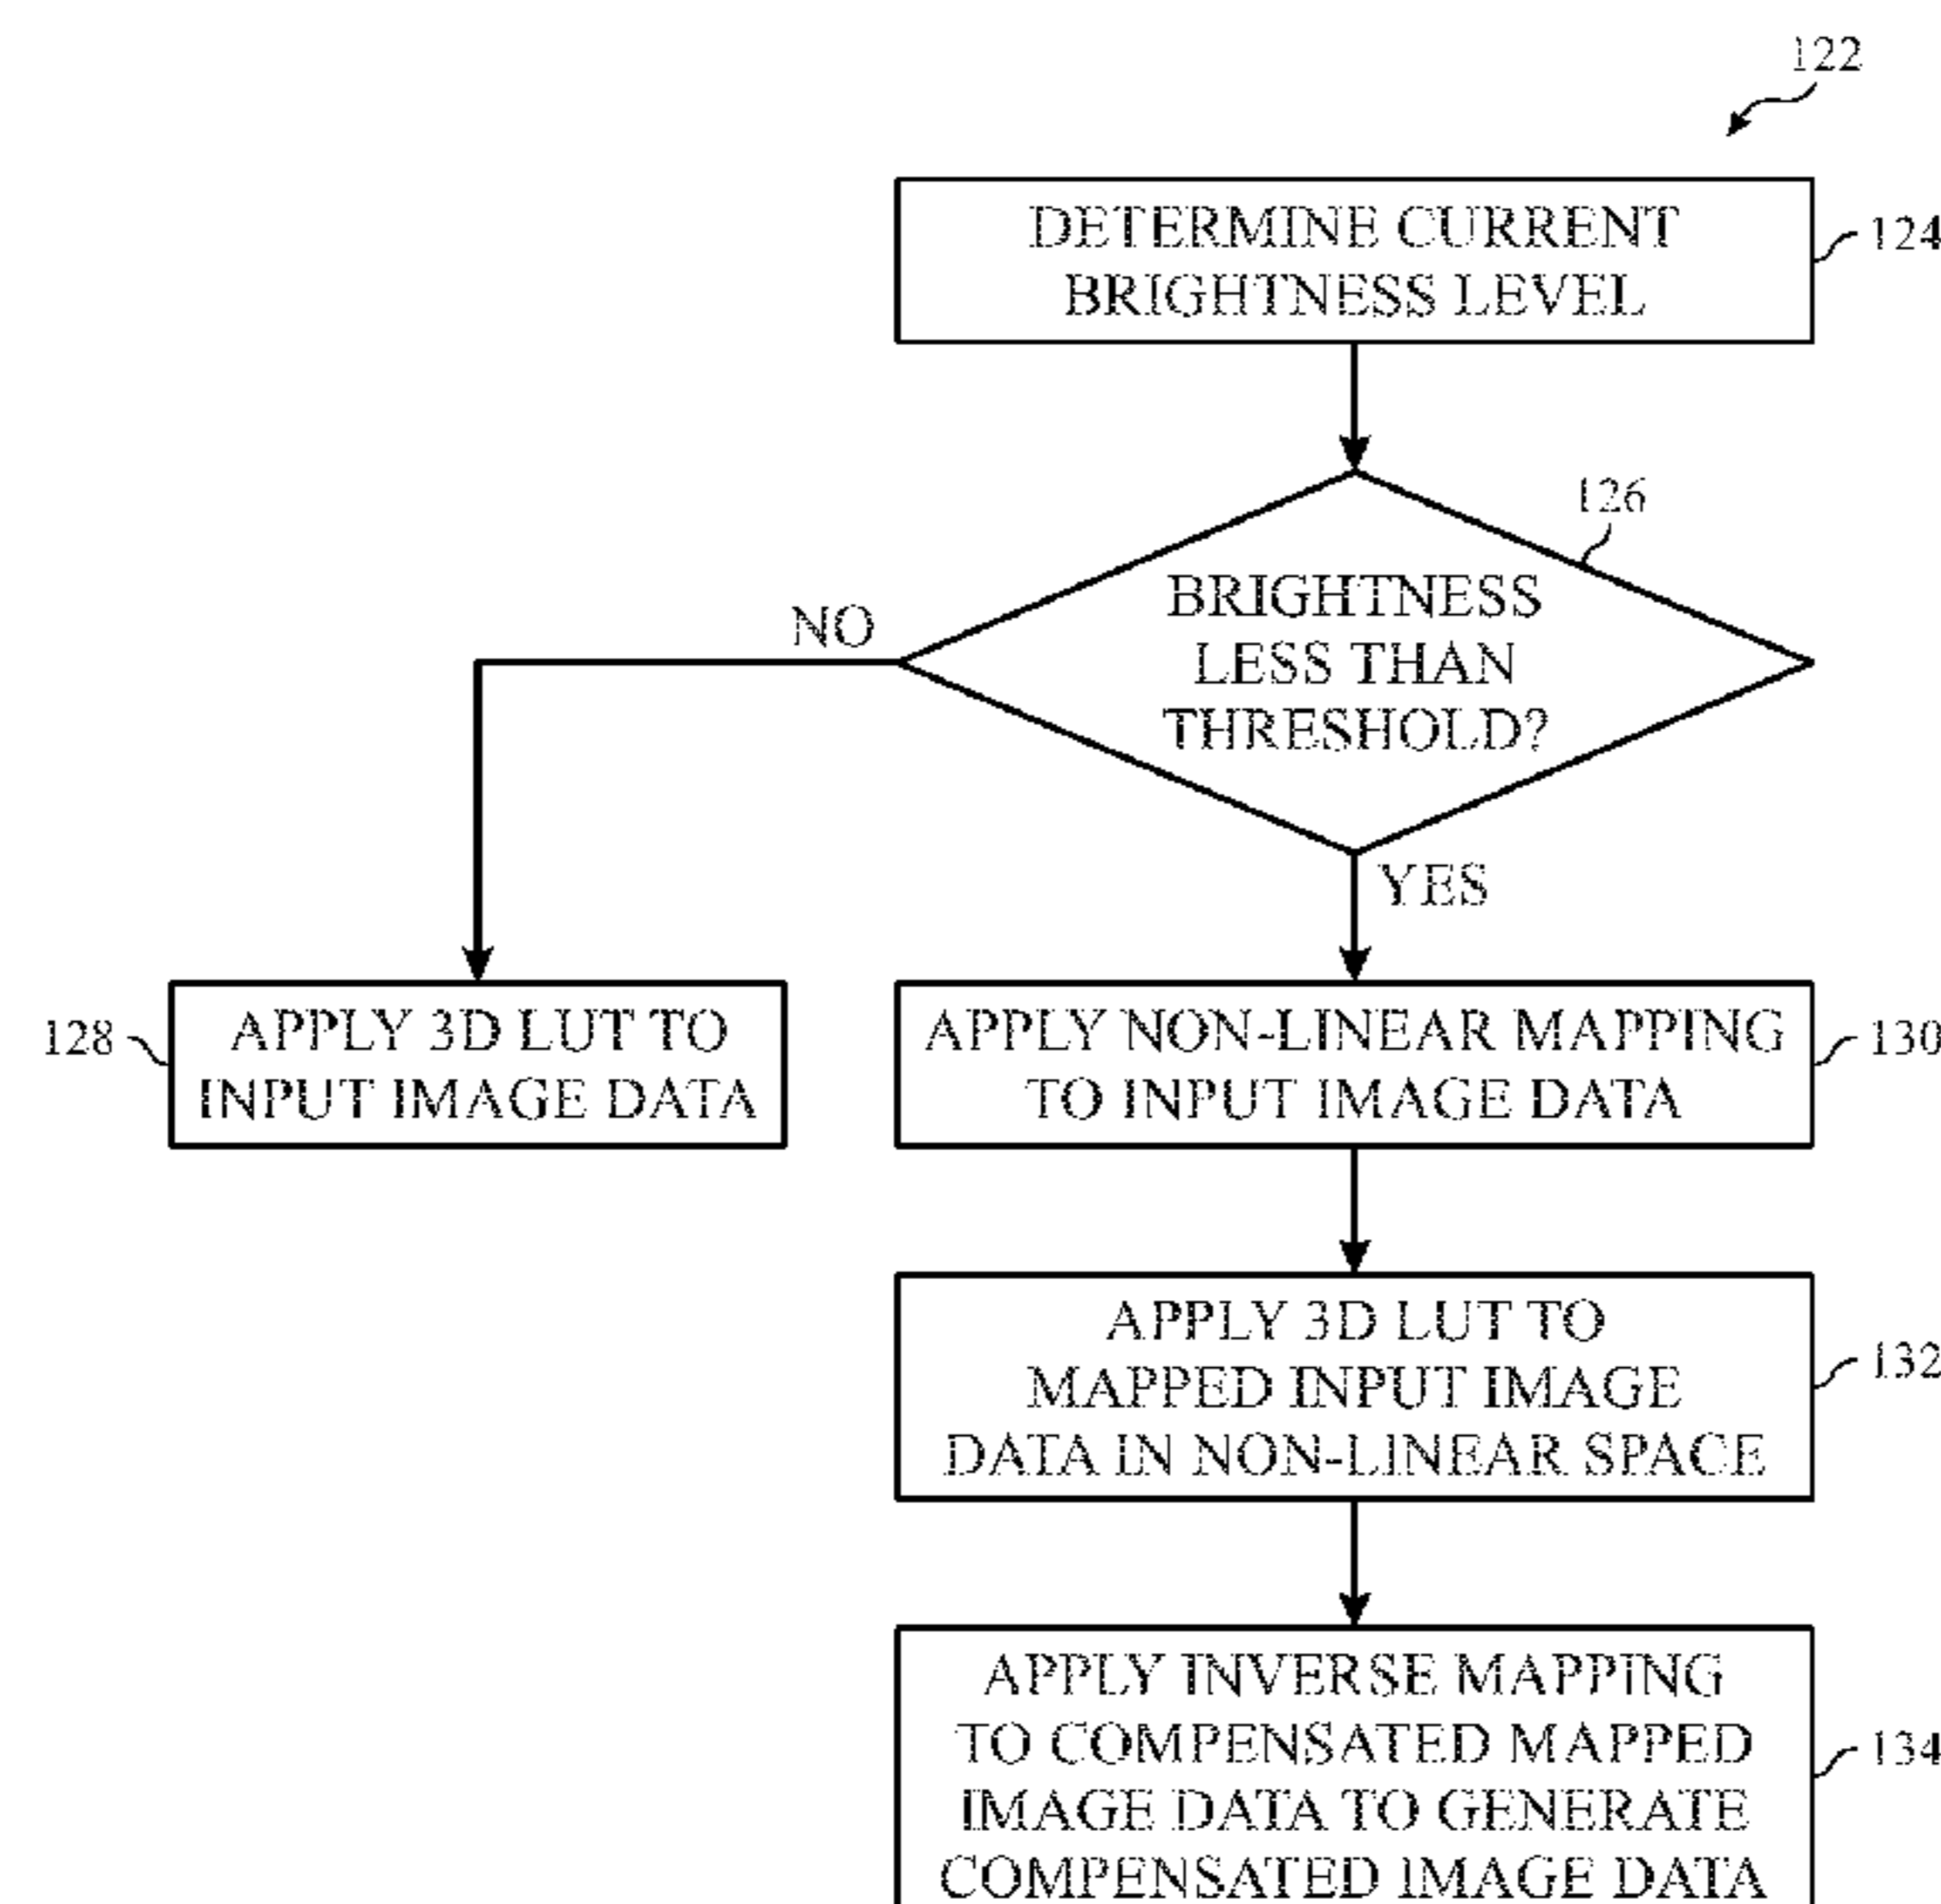 122
DETERMINE CURRENT
BRIGHTNESS LEVEL
124
126
BRIGHTNESS
LESS THAN
THRESHOLD?
NO
YES
128
APPLY 3D LUT TO
INPUT IMAGE DATA
APPLY NON-LINEAR MAPPING
TO INPUT IMAGE DATA
130
APPLY 3D LUT TO
MAPPED INPUT IMAGE
DATA IN NON-LINEAR SPACE
132
APPLY INVERSE MAPPING
TO COMPENSATED MAPPED
IMAGE DATA TO GENERATE
COMPENSATED IMAGE DATA
134